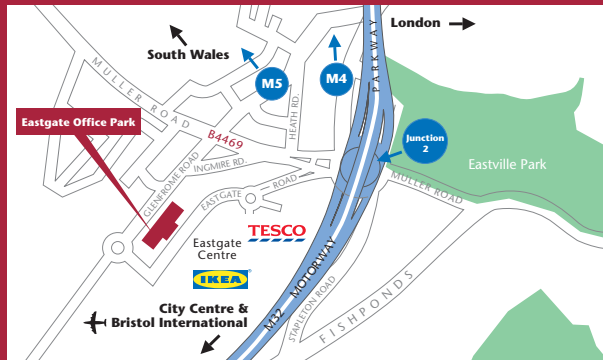 London
PARKWAY
South Wales
M5
M4
MULLER ROAD
Eastgate Office Park
B4469
HEATH RD.
Junction
2
INGMIRE RD.
GLENFROME ROAD
EASTGATE ROAD
Eastville Park
MULLER ROAD
TESCO
Eastgate
Centre
IKEA
M32 MOTORWAY
STAPLETON ROAD
FISHPONDS
City Centre &
Bristol International